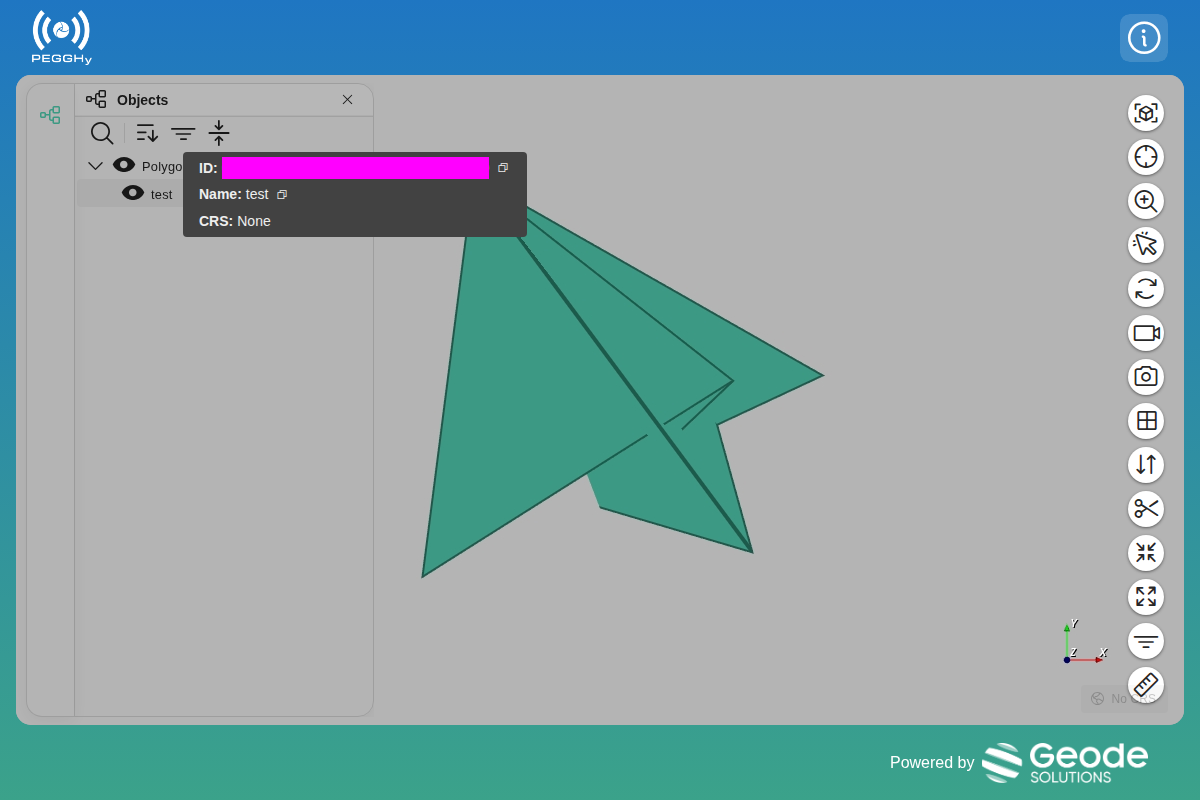 PEGGHy
Objects
Polygo
ID:
test
Name: test
CRS: None
Y
Z X
No CRS
Powered by Geode
SOLUTIONS